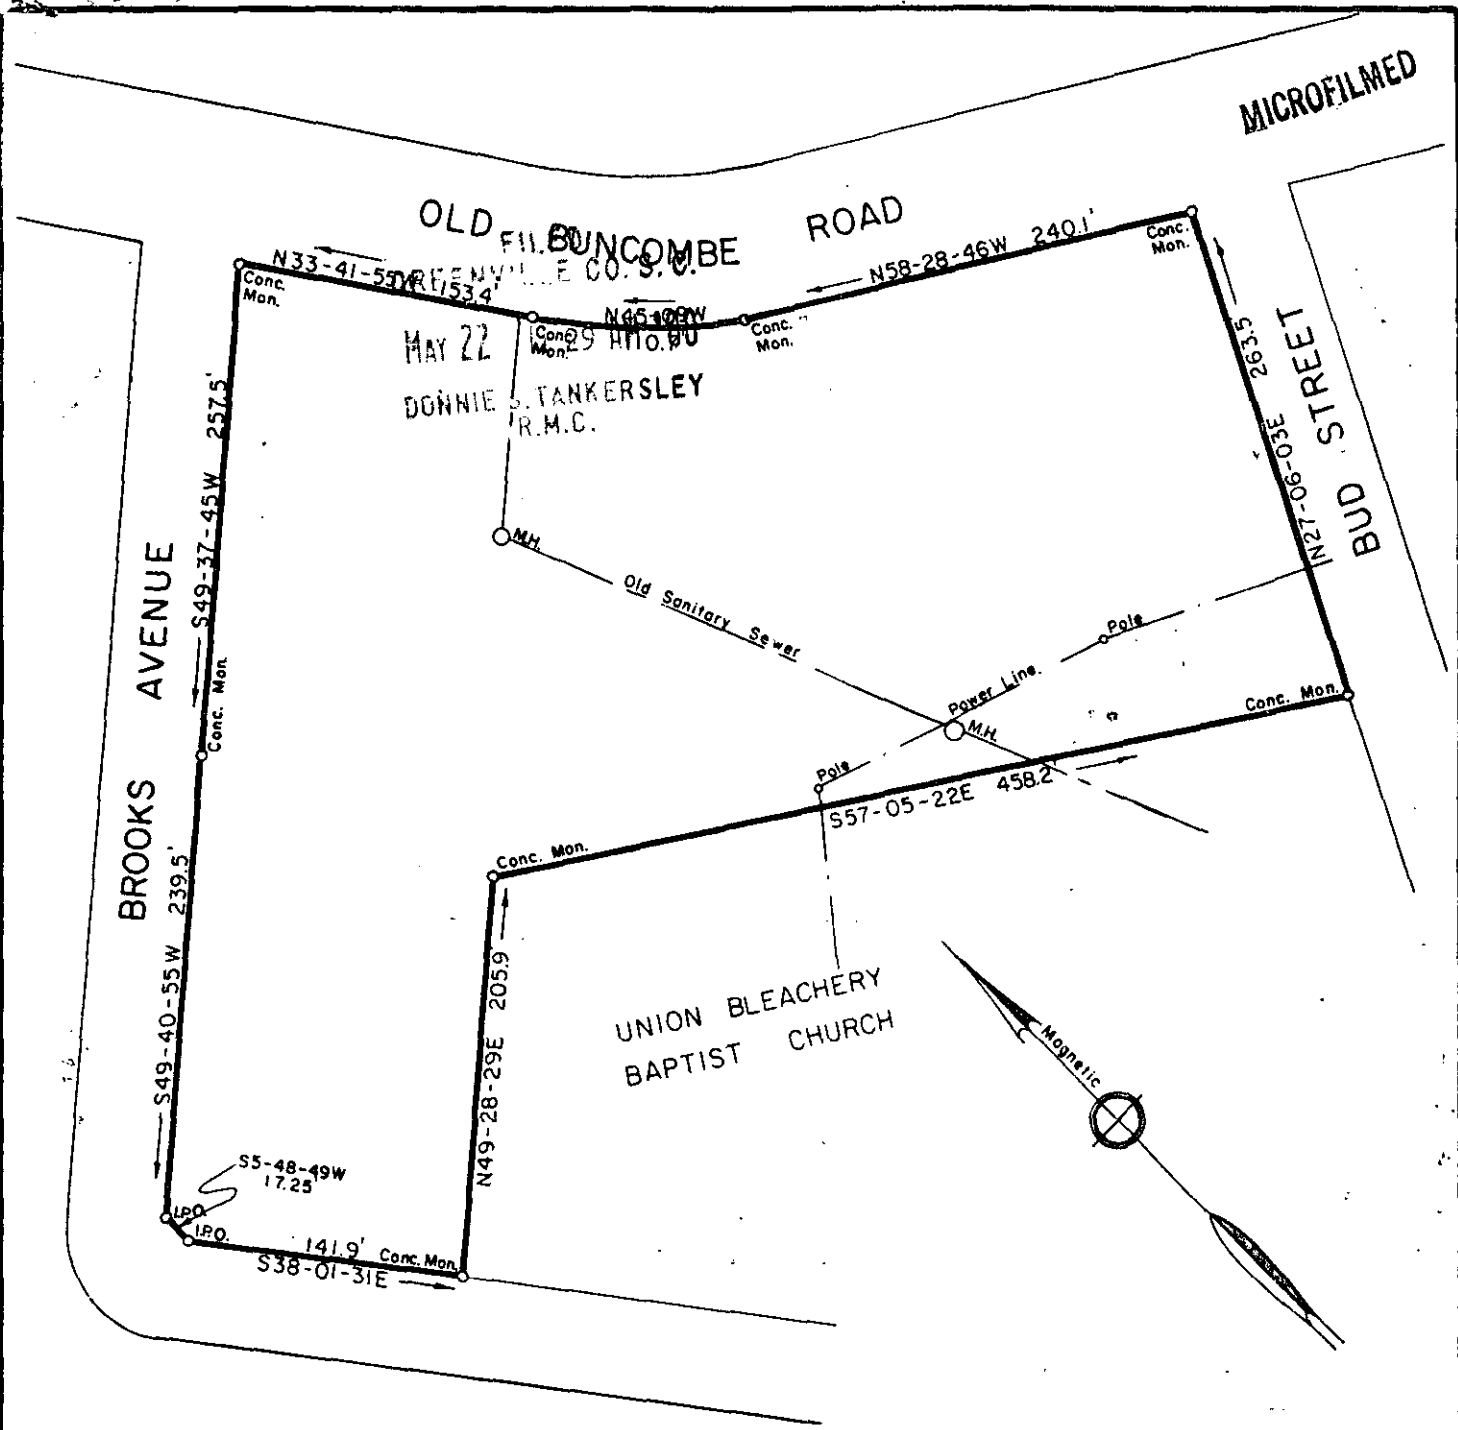 MICROFILMED
OLD BUNCOMBE ROAD
FILED
GREENVILLE CO. S. C.
MAY 22
DONNIE S. TANKERSLEY
R.M.C.
N33-41-55W 153.4'
Conc. Mon.
Conc. Mon.
Conc. Mon.
N58-28-46W 240.1'
Conc. Mon.
N27-06-03E 263.5
BUD STREET
S49-37-45W 257.5'
Conc. Mon.
BROOKS AVENUE
S49-40-55W 239.5'
M.H.
Old Sanitary Sewer
Pole
Power Line
M.H.
Pole
Conc. Mon.
S57-05-22E 458.2'
Conc. Mon.
N49-28-29E 205.9'
UNION BLEACHERY
BAPTIST CHURCH
Magnetic
S5-48-49W
17.25'
I.P.O.
I.P.O.
141.9'
Conc. Mon.
S38-01-31E